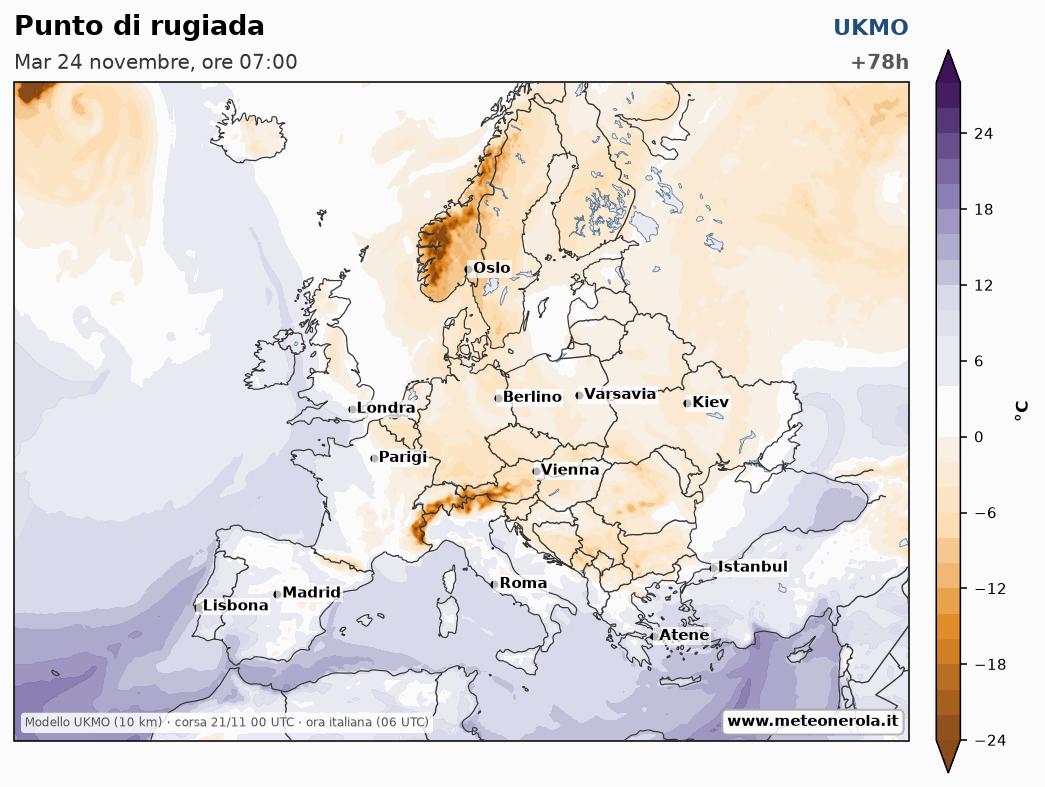 Punto di rugiada
UKMO
Mar 24 novembre, ore 07:00
+78h
Oslo
Berlino
Varsavia
Kiev
Londra
Parigi
Vienna
Istanbul
Roma
Madrid
Lisbona
Atene
24
18
12
6
0
−6
−12
−18
−24
°C
Modello UKMO (10 km) · corsa 21/11 00 UTC · ora italiana (06 UTC)
www.meteonerola.it